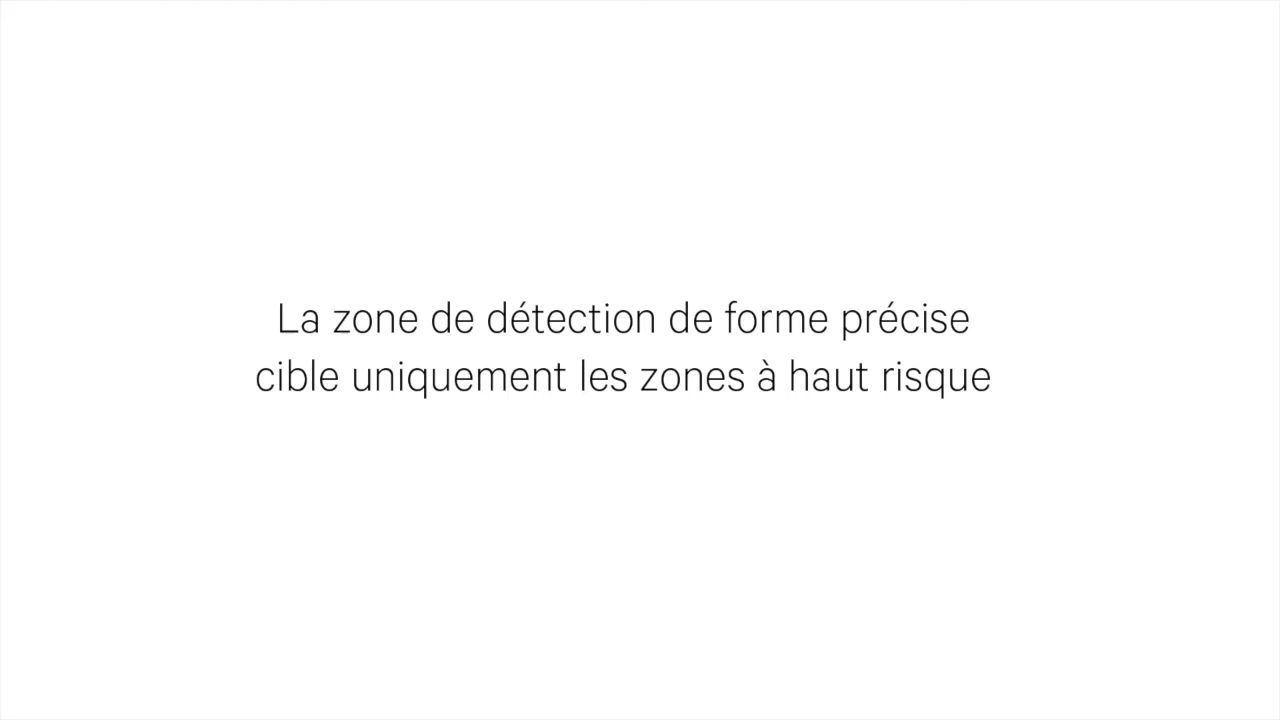 La zone de détection de forme précise
cible uniquement les zones à haut risque